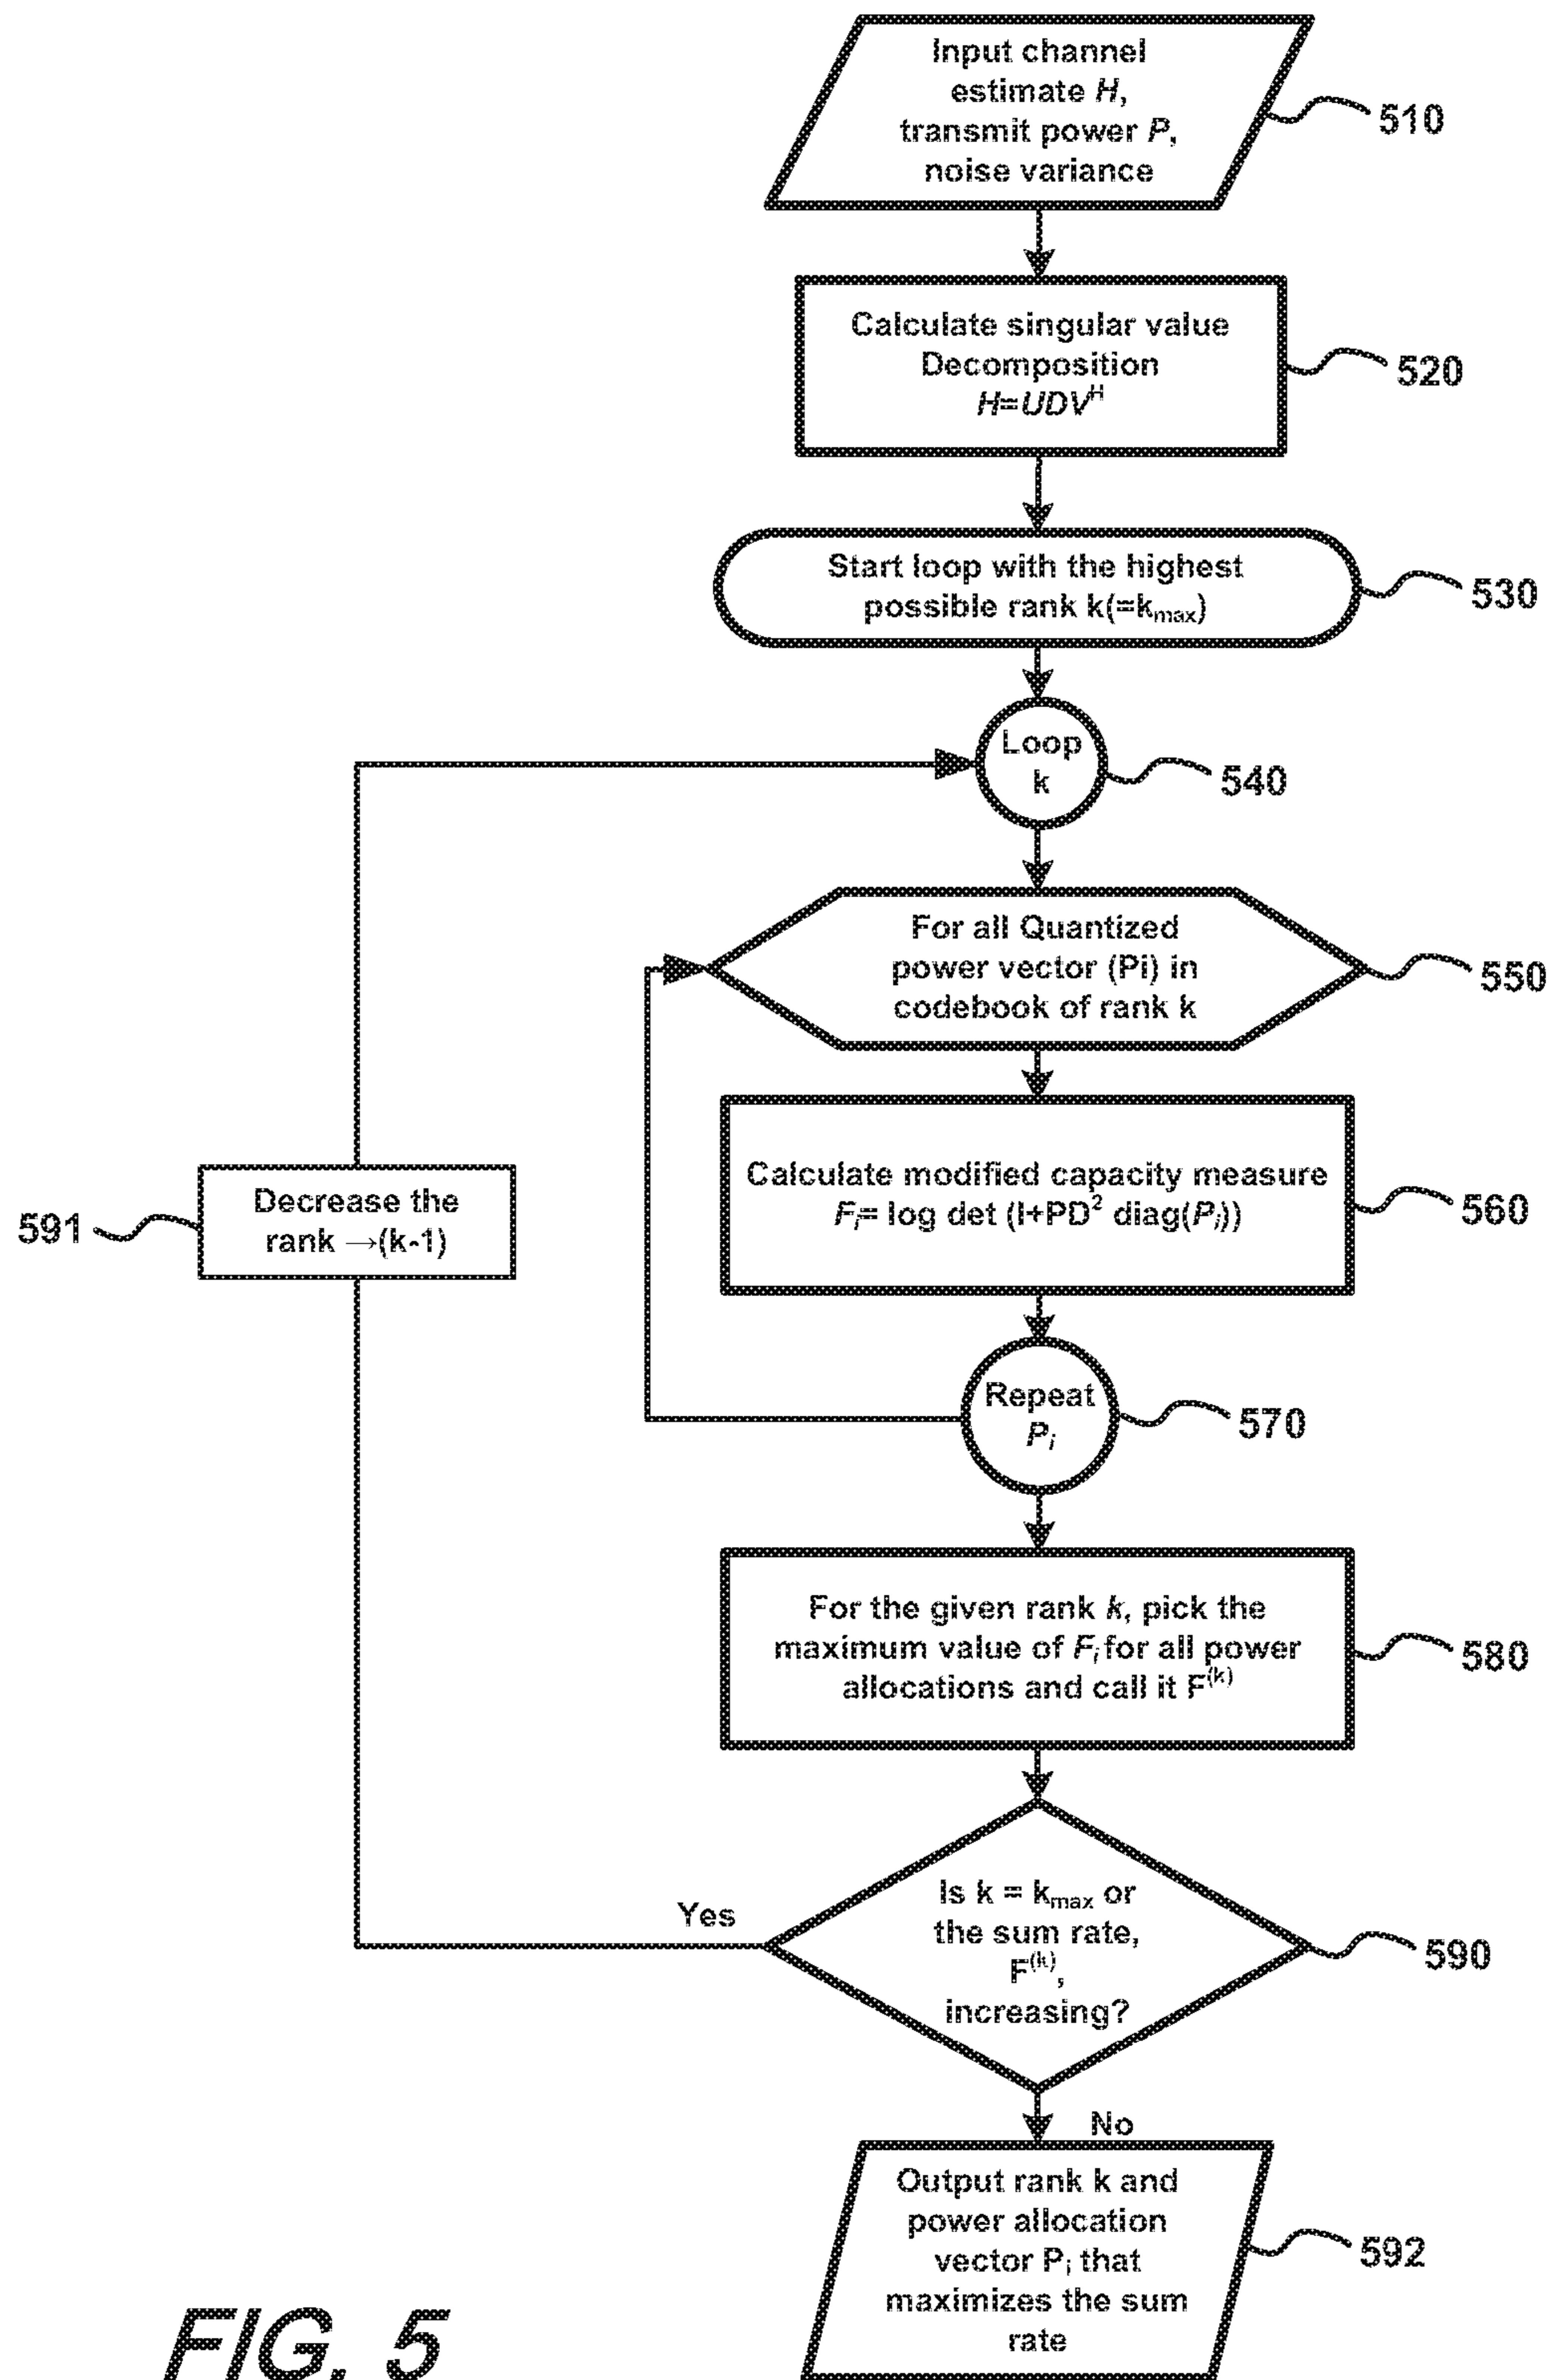 Input channel
estimate H,
transmit power P,
noise variance
510
Calculate singular value
Decomposition
H=UDV^H
520
Start loop with the highest
possible rank k(=k_max)
530
Loop
k
540
For all Quantized
power vector (Pi) in
codebook of rank k
550
Calculate modified capacity measure
F_i= log det (I+PD² diag(P_i))
560
Decrease the
rank →(k-1)
591
Repeat
P_i
570
For the given rank k, pick the
maximum value of F_i for all power
allocations and call it F^(k)
580
Is k = k_max or
the sum rate,
F^(k),
increasing?
590
Yes
No
Output rank k and
power allocation
vector P_i that
maximizes the sum
rate
592
FIG. 5